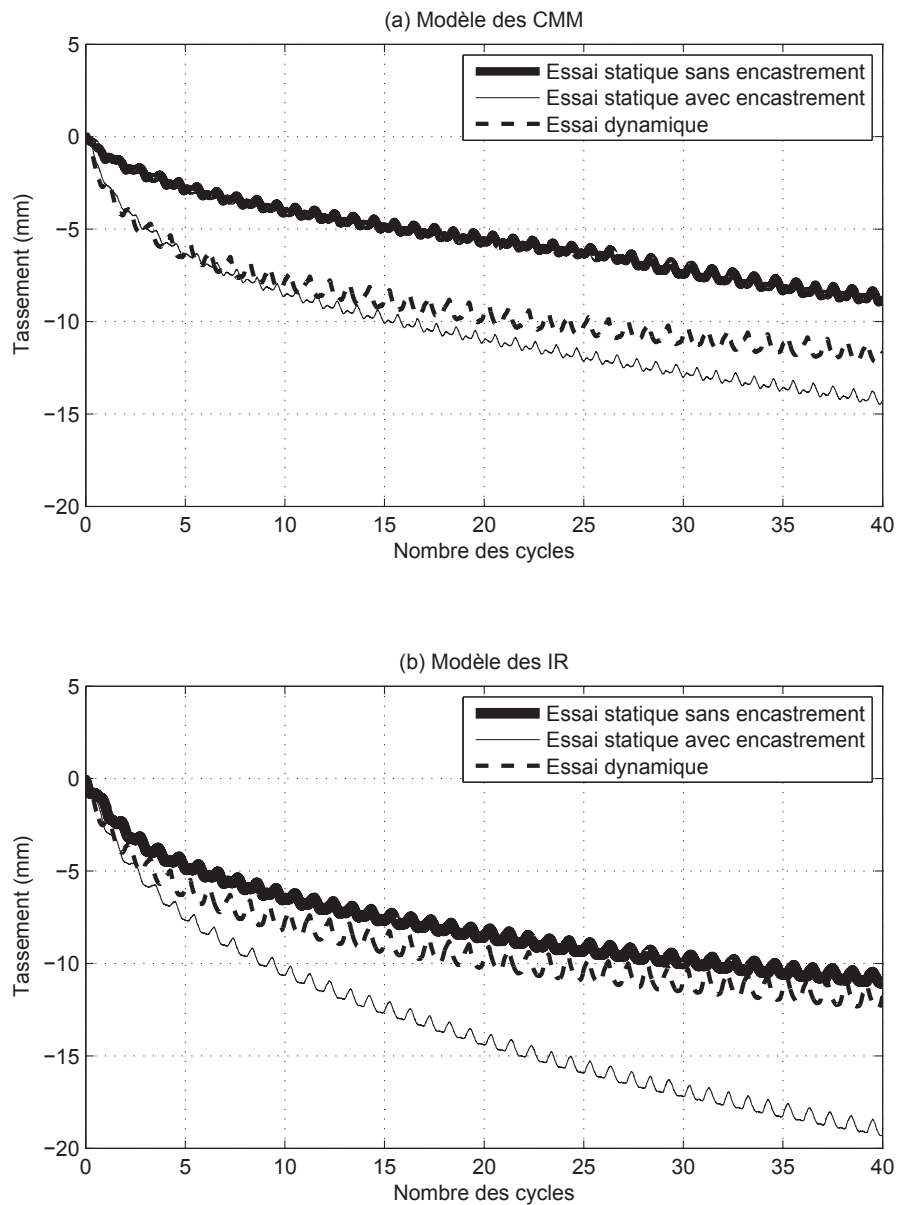 (a) Modèle des CMM
5
0
−5
−10
−15
−20
Tassement (mm)
Essai statique sans encastrement
Essai statique avec encastrement
Essai dynamique
0 5 10 15 20 25 30 35 40
Nombre des cycles
(b) Modèle des IR
5
0
−5
−10
−15
−20
Tassement (mm)
Essai statique sans encastrement
Essai statique avec encastrement
Essai dynamique
0 5 10 15 20 25 30 35 40
Nombre des cycles